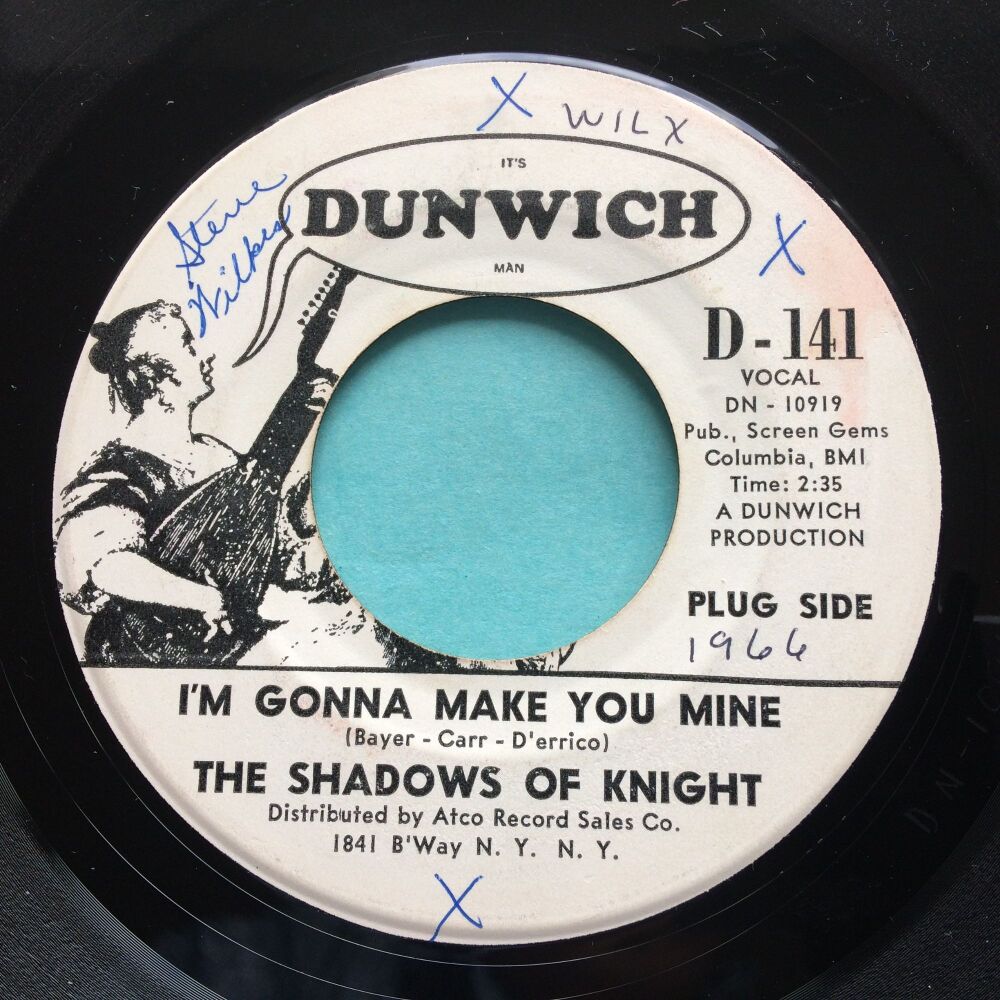 X
WILX
IT'S
DUNWICH
MAN
Steve
Wilkes
X
D-141
VOCAL
DN - 10919
Pub., Screen Gems
Columbia, BMI
Time: 2:35
A DUNWICH
PRODUCTION
PLUG SIDE
1966
I'M GONNA MAKE YOU MINE
(Bayer - Carr - D'errico)
THE SHADOWS OF KNIGHT
Distributed by Atco Record Sales Co.
1841 B'Way N. Y. N. Y.
X